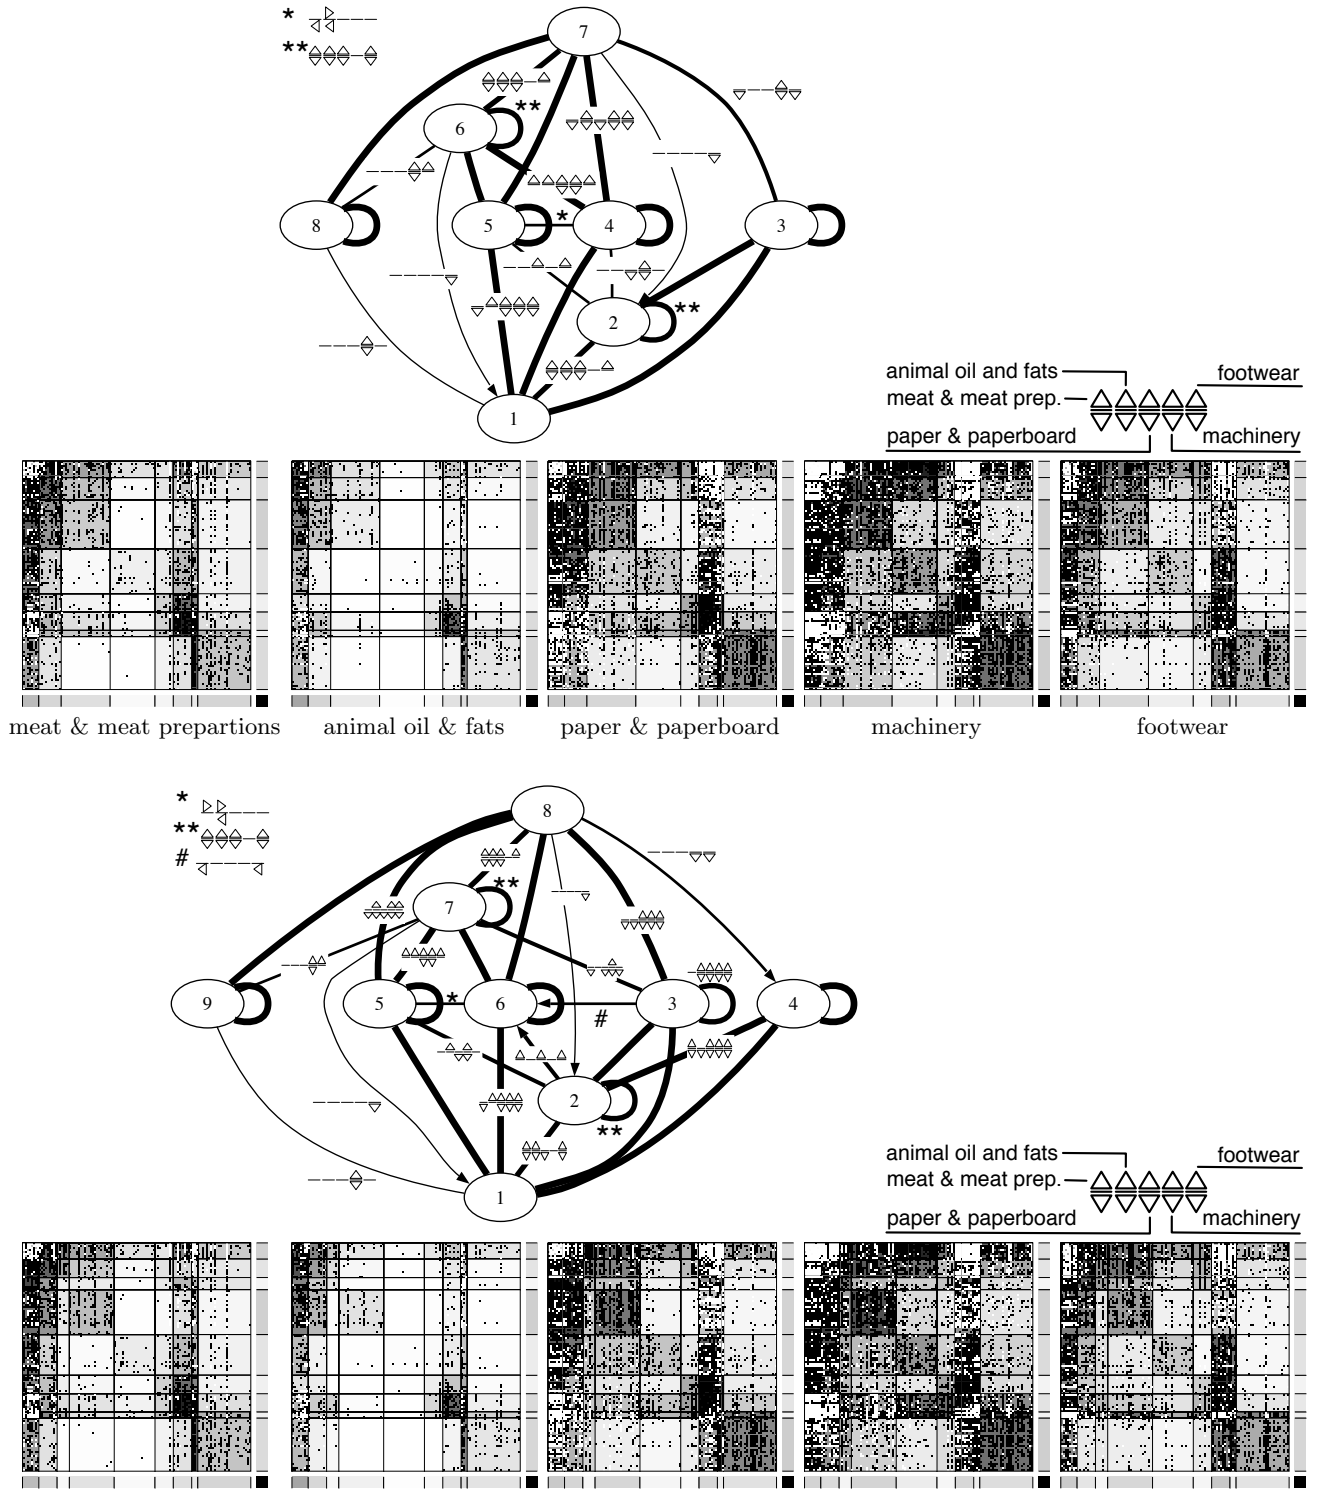 *
**
7
**
6
8
5
*
4
3
2
**
1
animal oil and fats
footwear
meat & meat prep.
paper & paperboard
machinery
meat & meat prepartions
animal oil & fats
paper & paperboard
machinery
footwear
*
**
#
8
**
7
9
5
*
6
#
3
4
2
**
1
animal oil and fats
footwear
meat & meat prep.
paper & paperboard
machinery